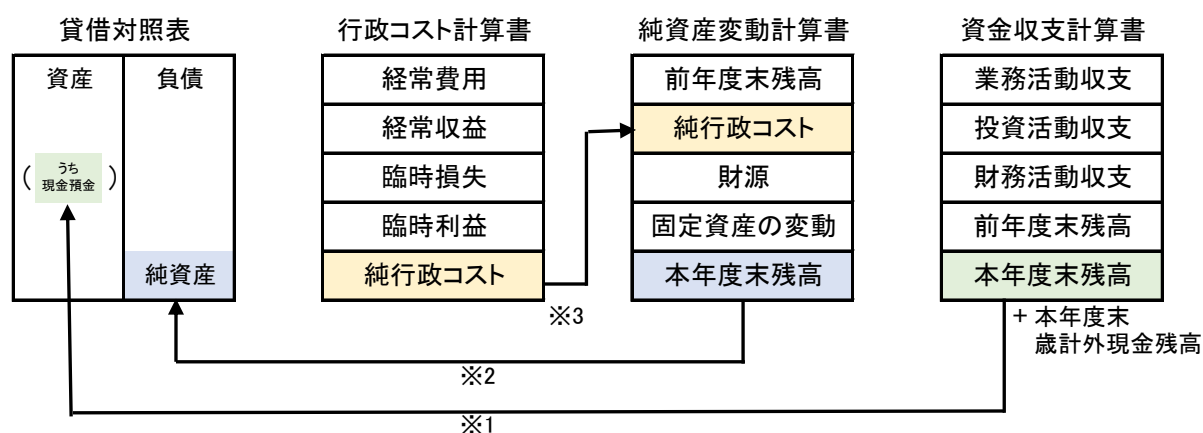 貸借対照表
資産
負債
( うち )
現金預金
純資産
行政コスト計算書
経常費用
経常収益
臨時損失
臨時利益
純行政コスト
純資産変動計算書
前年度末残高
純行政コスト
財源
固定資産の変動
本年度末残高
資金収支計算書
業務活動収支
投資活動収支
財務活動収支
前年度末残高
本年度末残高
+ 本年度末
歳計外現金残高
※3
※2
※1